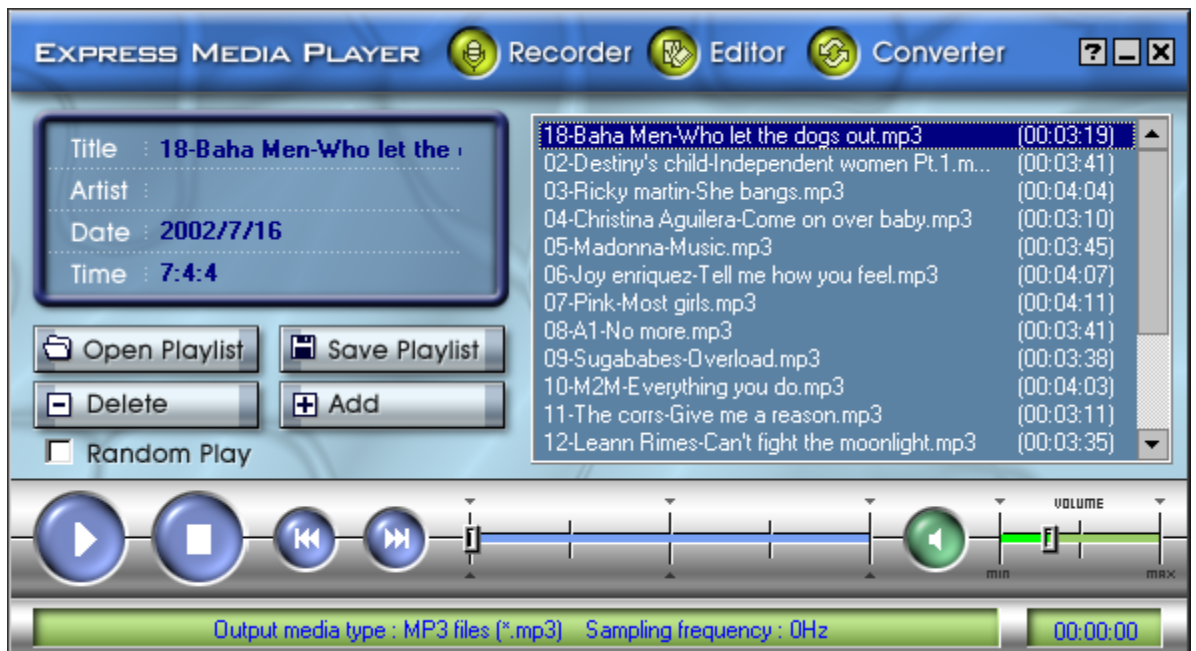 EXPRESS MEDIA PLAYER Recorder Editor Converter ?
Title : 18-Baha Men-Who let the
Artist :
Date : 2002/7/16
Time : 7:4:4
18-Baha Men-Who let the dogs out.mp3 (00:03:19)
02-Destiny's child-Independent women Pt.1.m... (00:03:41)
03-Ricky martin-She bangs.mp3 (00:04:04)
04-Christina Aguilera-Come on over baby.mp3 (00:03:10)
05-Madonna-Music.mp3 (00:03:45)
06-Joy enriquez-Tell me how you feel.mp3 (00:04:07)
07-Pink-Most girls.mp3 (00:04:11)
08-A1-No more.mp3 (00:03:41)
09-Sugababes-Overload.mp3 (00:03:38)
10-M2M-Everything you do.mp3 (00:04:03)
11-The corrs-Give me a reason.mp3 (00:03:11)
12-Leann Rimes-Can't fight the moonlight.mp3 (00:03:35)
Open Playlist Save Playlist
Delete Add
Random Play
VOLUME
min max
Output media type : MP3 files (*.mp3) Sampling frequency : 0Hz 00:00:00